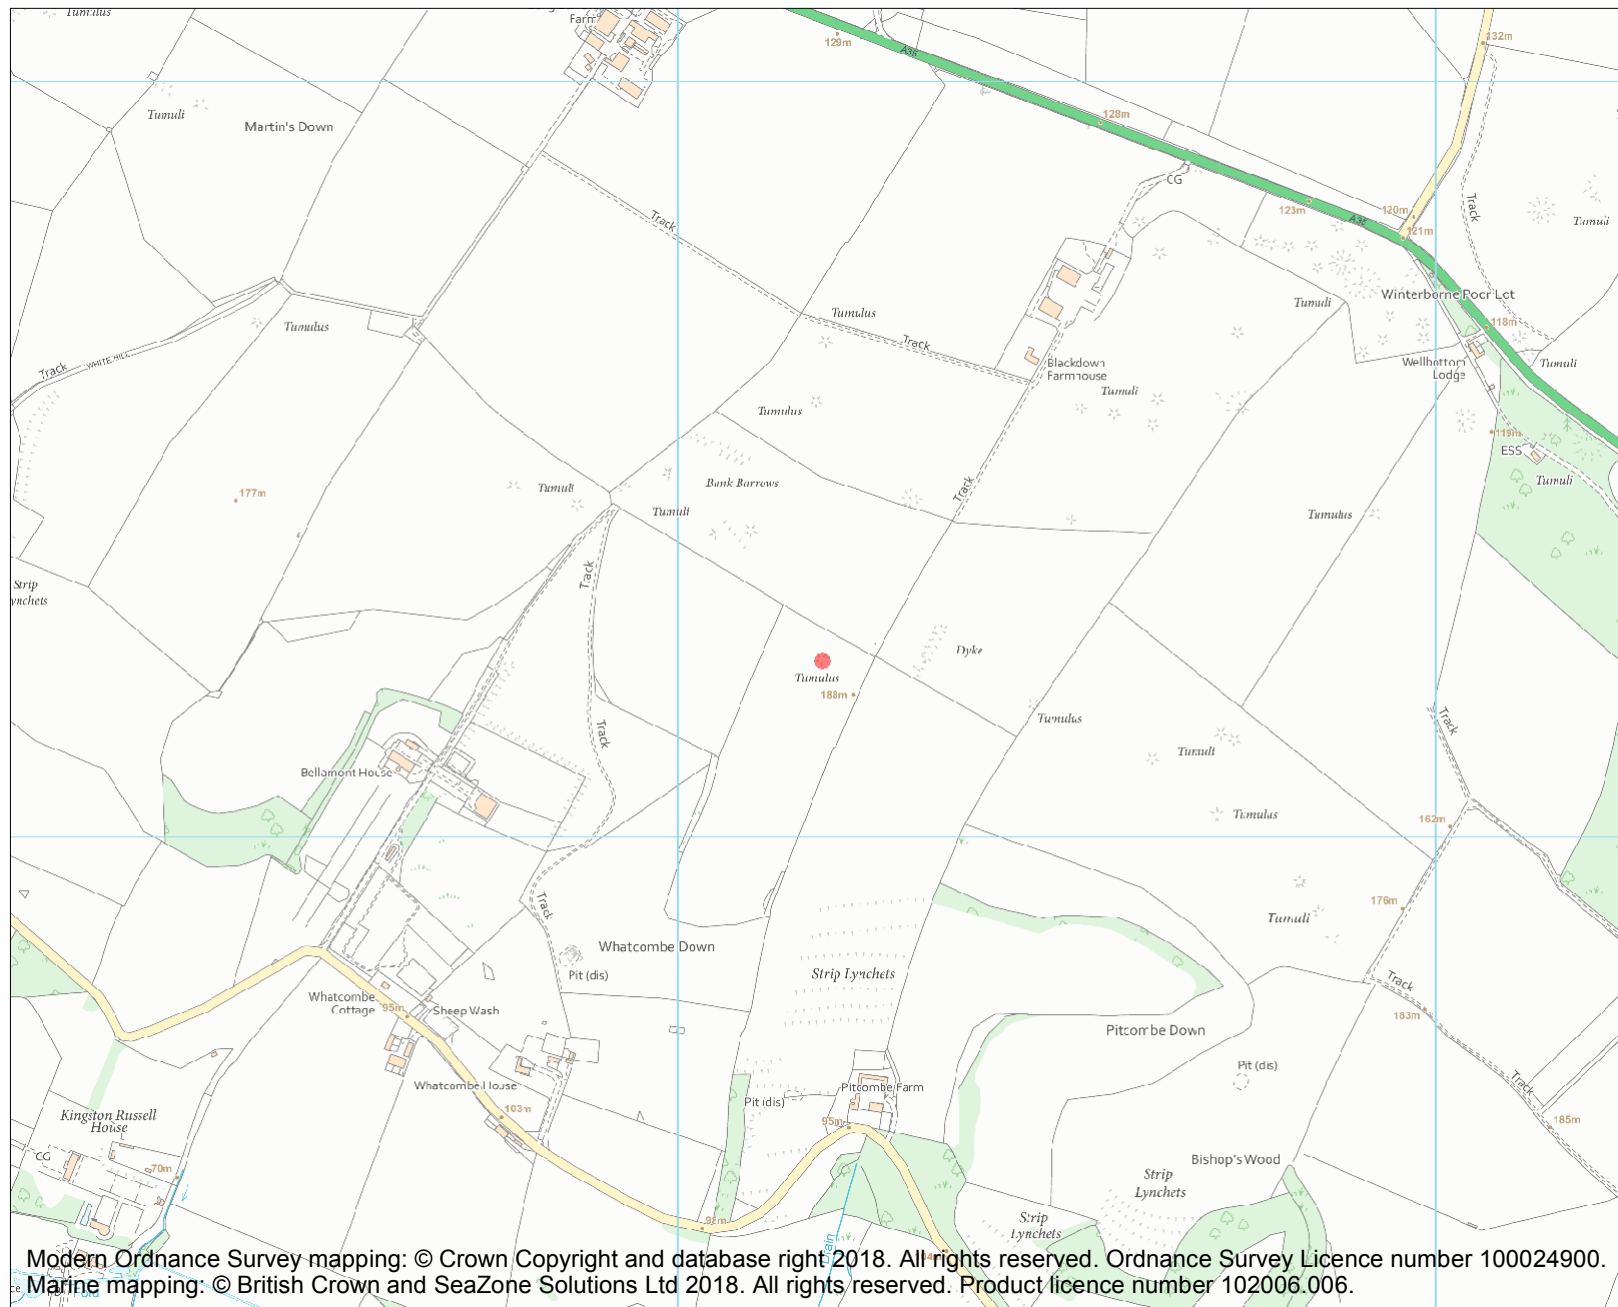 Tumulus
Farm
129m
A35
132m
Tumuli
Martin's Down
128m
CG
Track
Track
123m
A35
120m
121m
Tumuli
Tumulus
Tumulus
Track
Tumuli
Winterborne Poor Lot
118m
Track
WHITE HILL
Blackdown
Farmhouse
Wellbottom
Lodge
Tumuli
Tumuli
Tumulus
119m
ESS
Tumuli
177m
Tumuli
Bank Barrows
Tumuli
Track
Tumulus
Strip
ynchets
Track
Dyke
Tumulus
188m
Tumulus
Track
Track
Tumuli
Bellamont House
Tumulus
162m
Track
176m
Tumuli
Whatcombe Down
Pit (dis)
Strip Lynchets
Track
183m
Whatcombe
Cottage
95m
Sheep Wash
Pitcombe Down
Pit (dis)
Track
Whatcombe House
Pitcombe Farm
Pit (dis)
103m
95m
185m
Kingston Russell
House
CG
70m
Bishop's Wood
Strip
Lynchets
Strip
Lynchets
98m
Drain
Ford
Modern Ordnance Survey mapping: © Crown Copyright and database right 2018. All rights reserved. Ordnance Survey Licence number 100024900.
Marine mapping: © British Crown and SeaZone Solutions Ltd 2018. All rights reserved. Product licence number 102006.006.